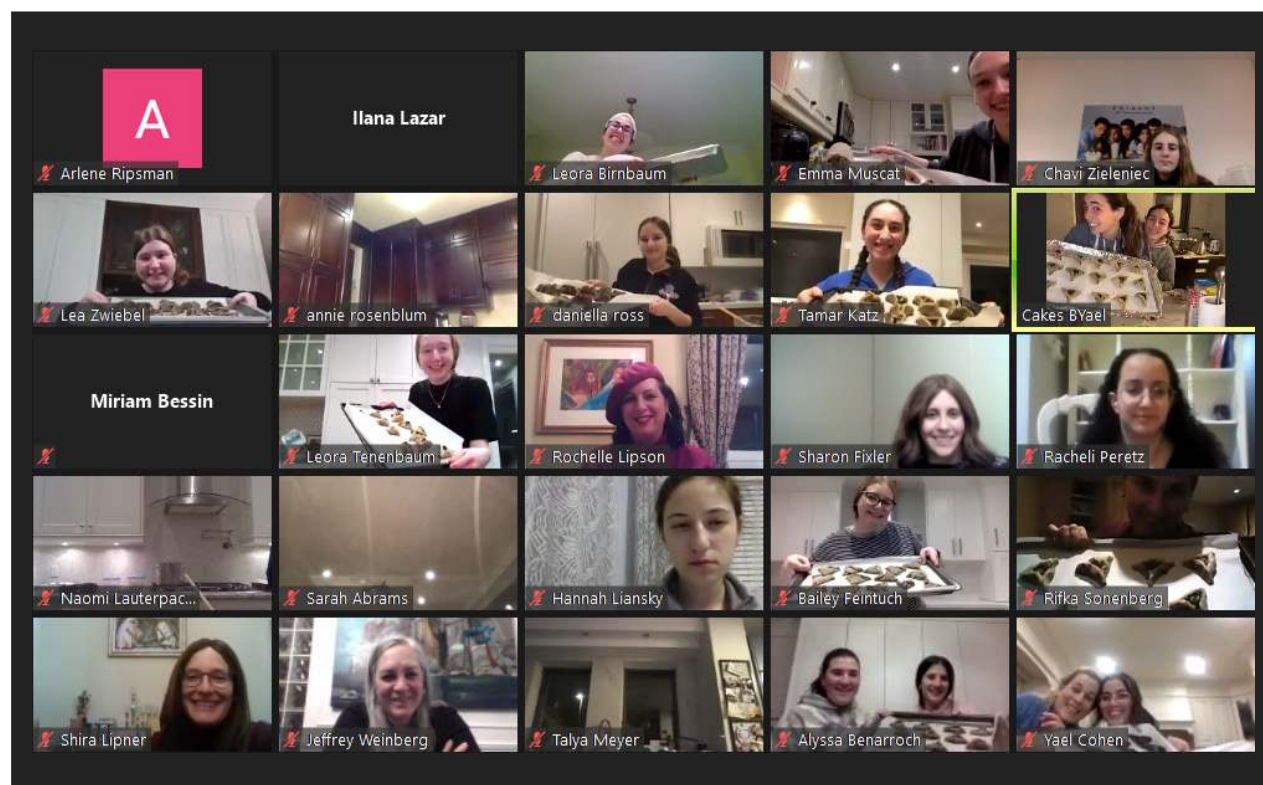 A
Arlene Ripsman
Ilana Lazar
Leora Birnbaum
Emma Muscat
Chavi Zieleniec
Lea Zwiebel
annie rosenblum
daniella ross
Tamar Katz
Cakes BYael
Miriam Bessin
Leora Tenenbaum
Rochelle Lipson
Sharon Fixler
Racheli Peretz
Naomi Lauterpac...
Sarah Abrams
Hannah Liansky
Bailey Feintuch
Rifka Sonenberg
Shira Lipner
Jeffrey Weinberg
Talya Meyer
Alyssa Benarroch
Yael Cohen